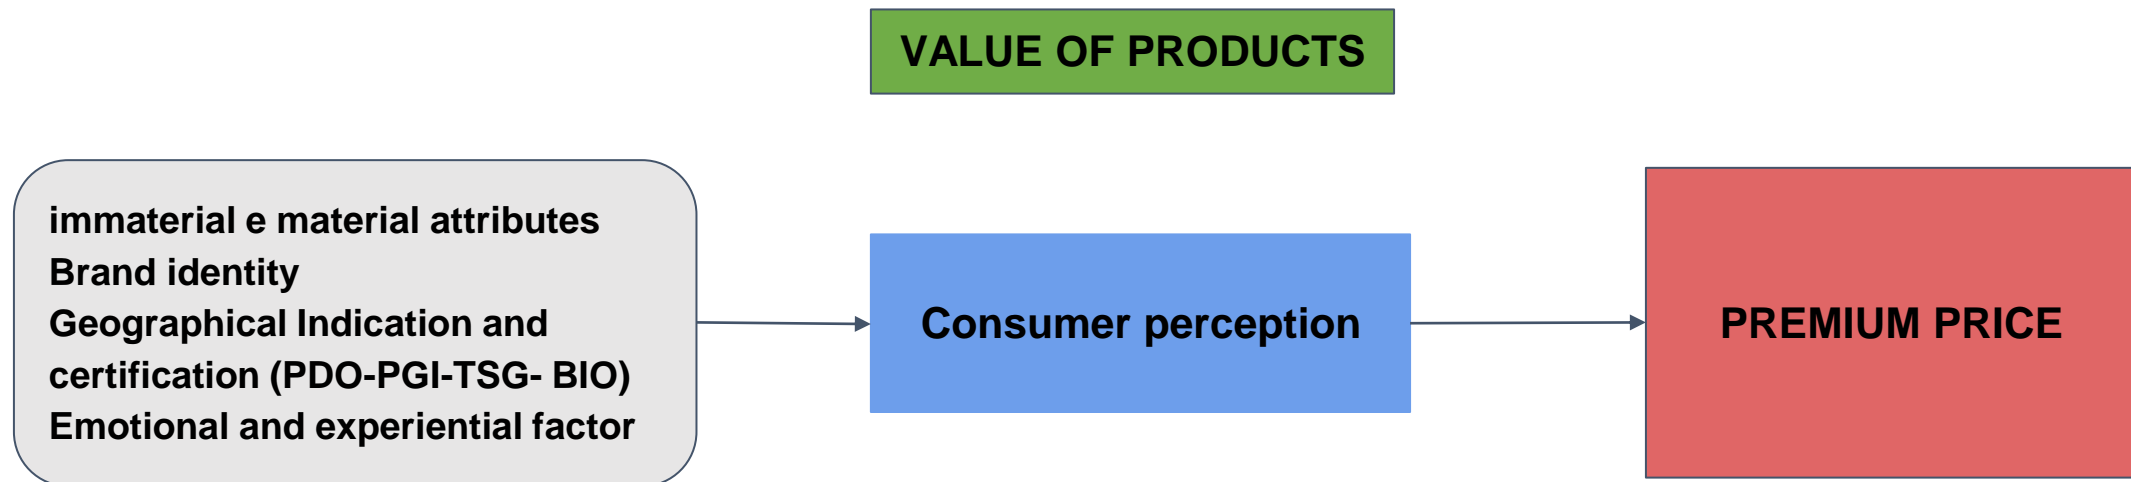 VALUE OF PRODUCTS
immaterial e material attributes
Brand identity
Geographical Indication and
certification (PDO-PGI-TSG- BIO)
Emotional and experiential factor
Consumer perception
PREMIUM PRICE